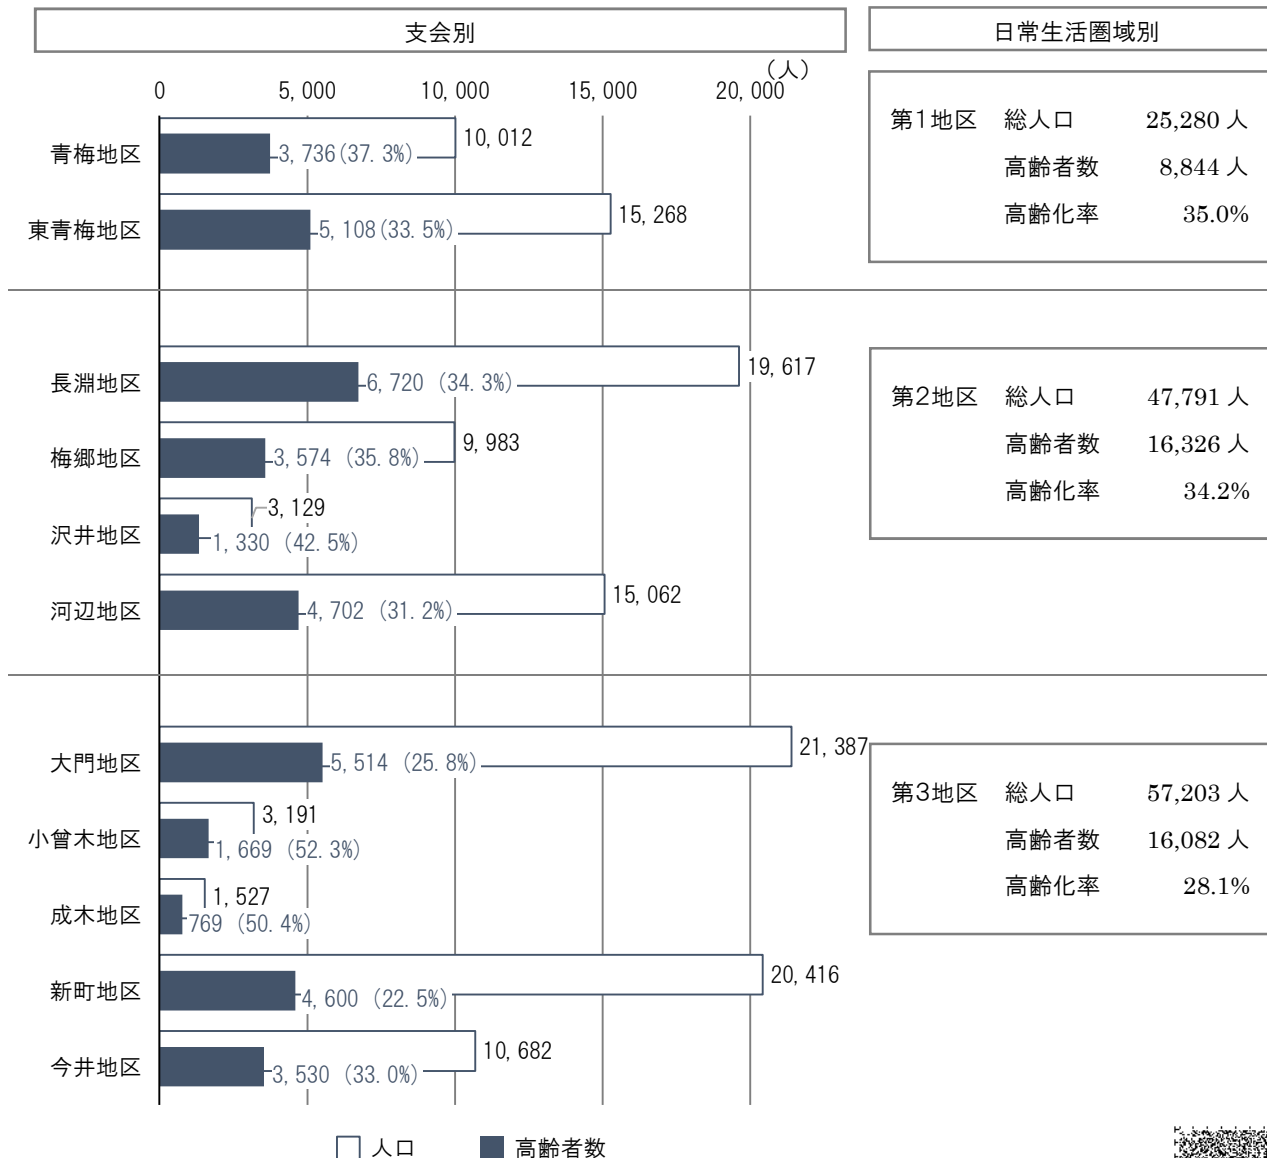 支会別
日常生活圏域別
(人)
0 5,000 10,000 15,000 20,000
青梅地区 3,736(37.3%) 10,012
東青梅地区 5,108(33.5%) 15,268
第1地区 総人口 25,280 人
高齢者数 8,844 人
高齢化率 35.0%
長淵地区 6,720 (34.3%) 19,617
梅郷地区 3,574 (35.8%) 9,983
沢井地区 3,129
1,330 (42.5%)
河辺地区 4,702 (31.2%) 15,062
第2地区 総人口 47,791 人
高齢者数 16,326 人
高齢化率 34.2%
大門地区 5,514 (25.8%) 21,387
小曾木地区 3,191
1,669 (52.3%)
成木地区 1,527
769 (50.4%)
新町地区 4,600 (22.5%) 20,416
今井地区 3,530 (33.0%) 10,682
第3地区 総人口 57,203 人
高齢者数 16,082 人
高齢化率 28.1%
人口 高齢者数